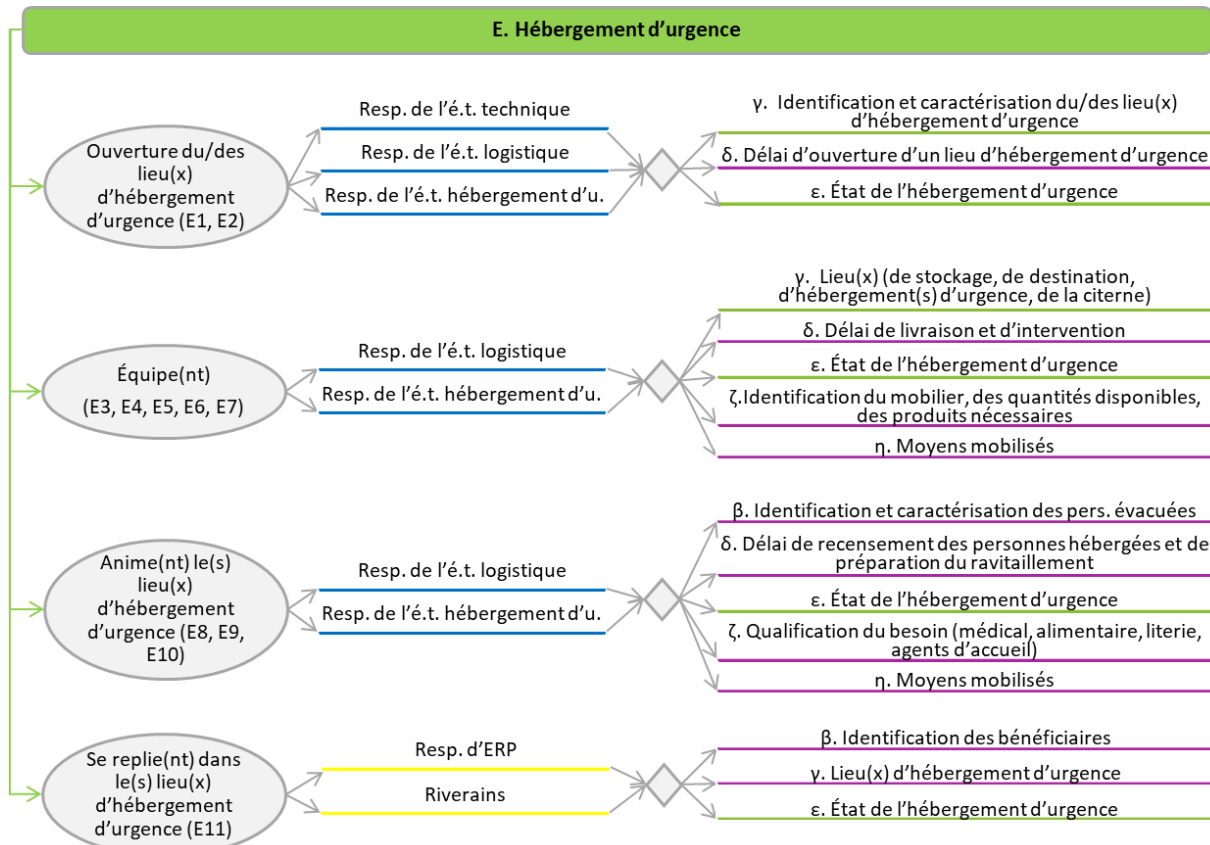 E. Hébergement d’urgence
Ouverture du/des
lieu(x)
d’hébergement
d’urgence (E1, E2)
Resp. de l’é.t. technique
Resp. de l’é.t. logistique
Resp. de l’é.t. hébergement d’u.
γ. Identification et caractérisation du/des lieu(x)
d’hébergement d’urgence
δ. Délai d’ouverture d’un lieu d’hébergement d’urgence
ε. État de l’hébergement d’urgence
Équipe(nt)
(E3, E4, E5, E6, E7)
Resp. de l’é.t. logistique
Resp. de l’é.t. hébergement d’u.
γ. Lieu(x) (de stockage, de destination,
d’hébergement(s) d’urgence, de la citerne)
δ. Délai de livraison et d’intervention
ε. État de l’hébergement d’urgence
ζ.Identification du mobilier, des quantités disponibles,
des produits nécessaires
η. Moyens mobilisés
Anime(nt) le(s)
lieu(x)
d’hébergement
d’urgence (E8, E9,
E10)
Resp. de l’é.t. logistique
Resp. de l’é.t. hébergement d’u.
β. Identification et caractérisation des pers. évacuées
δ. Délai de recensement des personnes hébergées et de
préparation du ravitaillement
ε. État de l’hébergement d’urgence
ζ. Qualification du besoin (médical, alimentaire, literie,
agents d’accueil)
η. Moyens mobilisés
Se replie(nt) dans
le(s) lieu(x)
d’hébergement
d’urgence (E11)
Resp. d’ERP
Riverains
β. Identification des bénéficiaires
γ. Lieu(x) d’hébergement d’urgence
ε. État de l’hébergement d’urgence